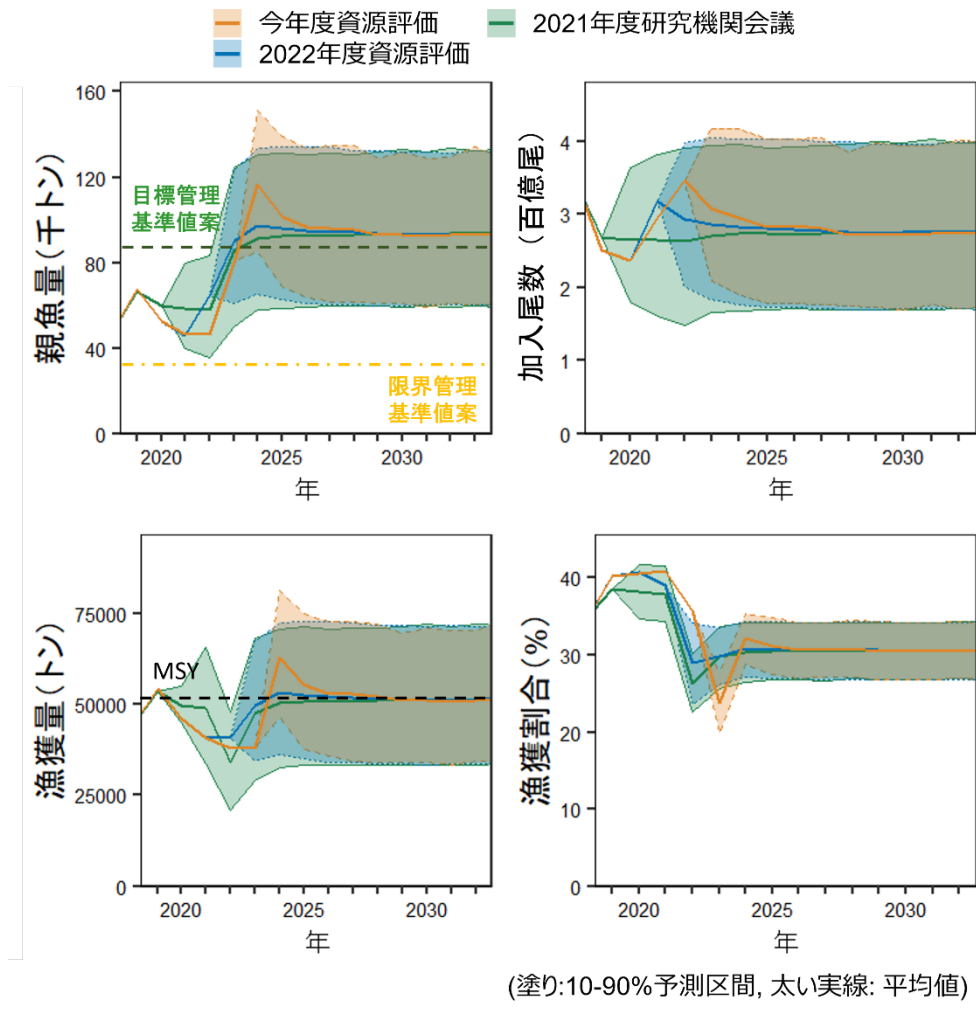 今年度資源評価
2021年度研究機関会議
2022年度資源評価
親魚量(千トン)
160
120
80
40
0
目標管理
基準値案
限界管理
基準値案
2020
2025
2030
年
加入尾数(百億尾)
4
3
2
1
0
2020
2025
2030
年
漁獲量(トン)
75000
50000
25000
0
MSY
2020
2025
2030
年
漁獲割合(%)
40
30
20
10
0
2020
2025
2030
年
(塗り:10-90%予測区間, 太い実線: 平均値)